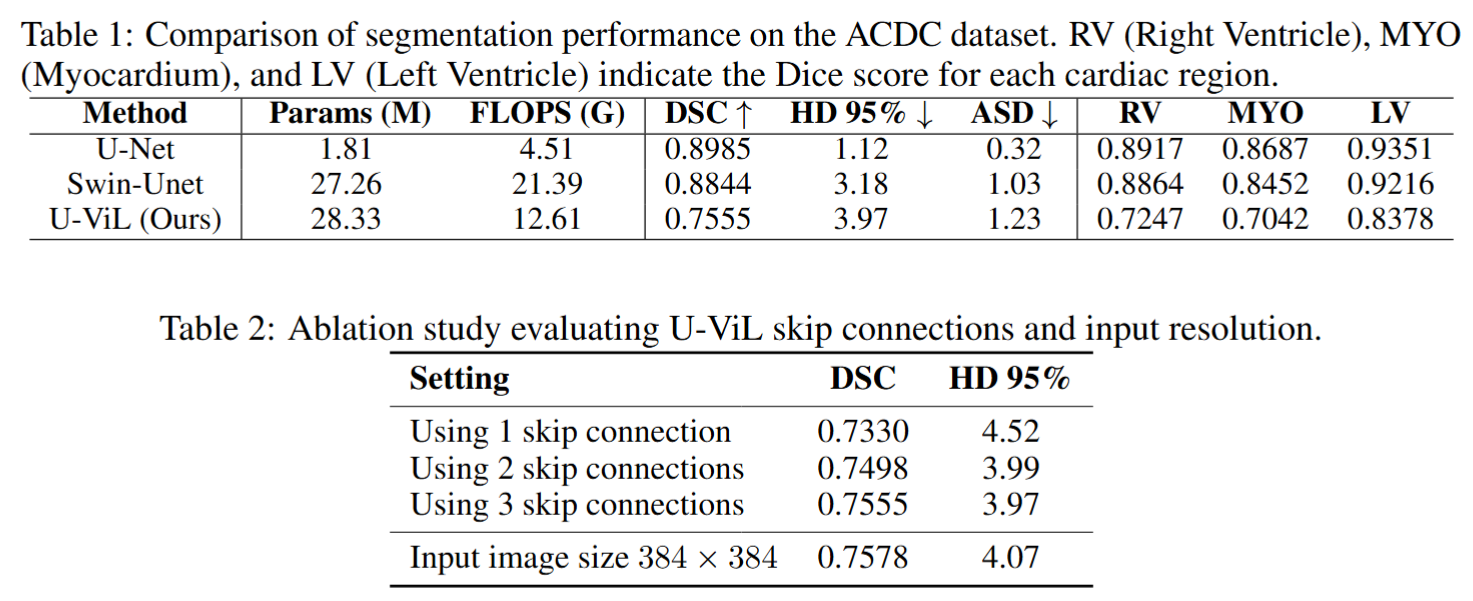 Table 1: Comparison of segmentation performance on the ACDC dataset. RV (Right Ventricle), MYO
(Myocardium), and LV (Left Ventricle) indicate the Dice score for each cardiac region.
Method Params (M) FLOPS (G) DSC ↑ HD 95% ↓ ASD ↓ RV MYO LV
U-Net 1.81 4.51 0.8985 1.12 0.32 0.8917 0.8687 0.9351
Swin-Unet 27.26 21.39 0.8844 3.18 1.03 0.8864 0.8452 0.9216
U-ViL (Ours) 28.33 12.61 0.7555 3.97 1.23 0.7247 0.7042 0.8378
Table 2: Ablation study evaluating U-ViL skip connections and input resolution.
Setting DSC HD 95%
Using 1 skip connection 0.7330 4.52
Using 2 skip connections 0.7498 3.99
Using 3 skip connections 0.7555 3.97
Input image size 384 × 384 0.7578 4.07